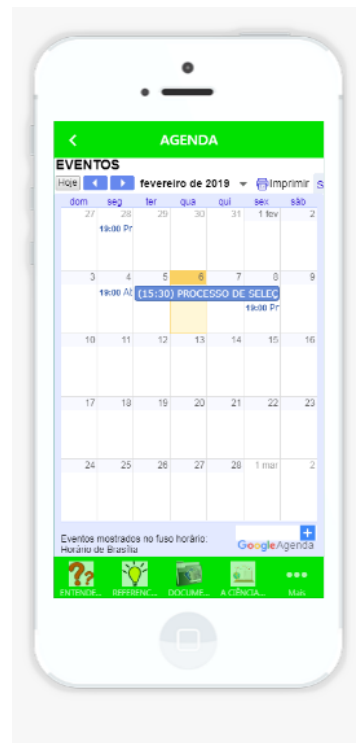 AGENDA
EVENTOS
Hoje fevereiro de 2019 Imprimir S
dom seg ter qua qui sex sáb
27 28 29 30 31 1 fev 2
19:00 Pr
3 4 5 6 7 8 9
19:00 Ab (15:30) PROCESSO DE SELEÇ
19:00 Pr
10 11 12 13 14 15 16
17 18 19 20 21 22 23
24 25 26 27 28 1 mar 2
Eventos mostrados no fuso horário:
Horário de Brasília
Google Agenda
ENTENDE... REFERENC... DOCUME... A CIÊNCIA... Mais